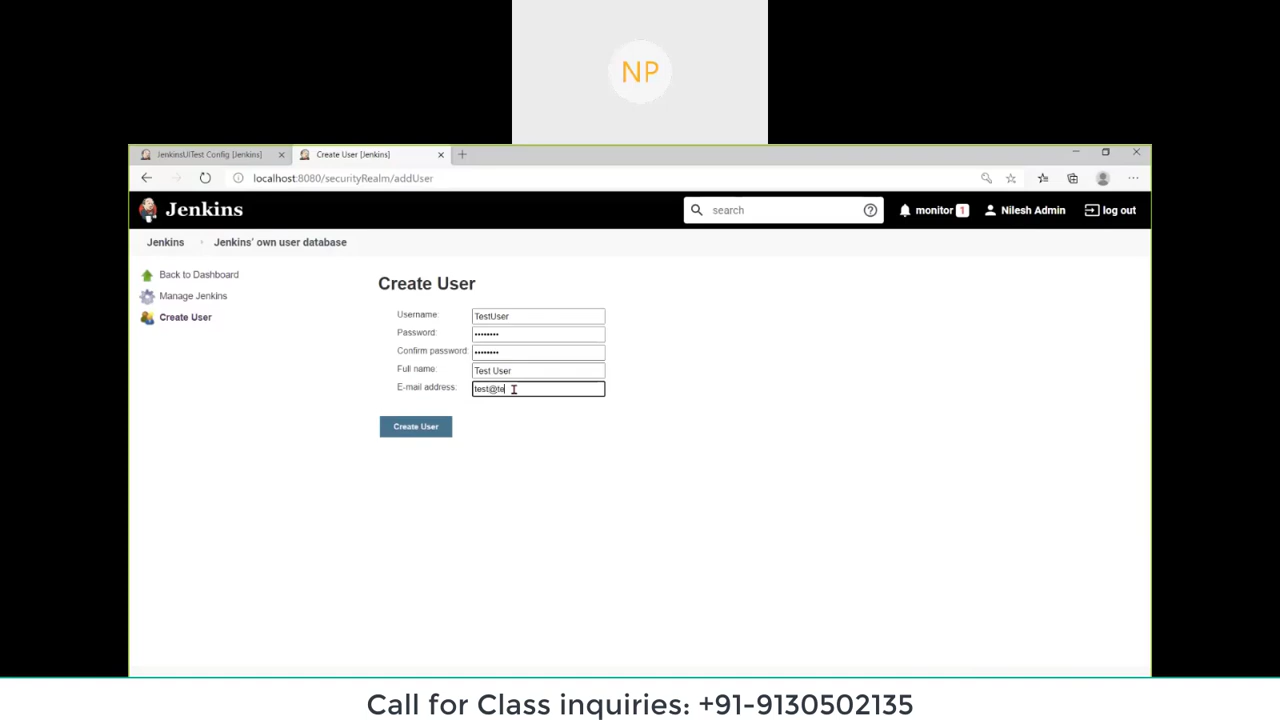 NP
JenkinsUiTest Config [Jenkins]
Create User [Jenkins]
localhost:8080/securityRealm/addUser
Jenkins
search
monitor 1
Nilesh Admin
log out
Jenkins
Jenkins' own user database
Back to Dashboard
Manage Jenkins
Create User
Create User
Username: TestUser
Password: ••••••••
Confirm password: ••••••••
Full name: Test User
E-mail address: test@te
Create User
Call for Class inquiries: +91-9130502135